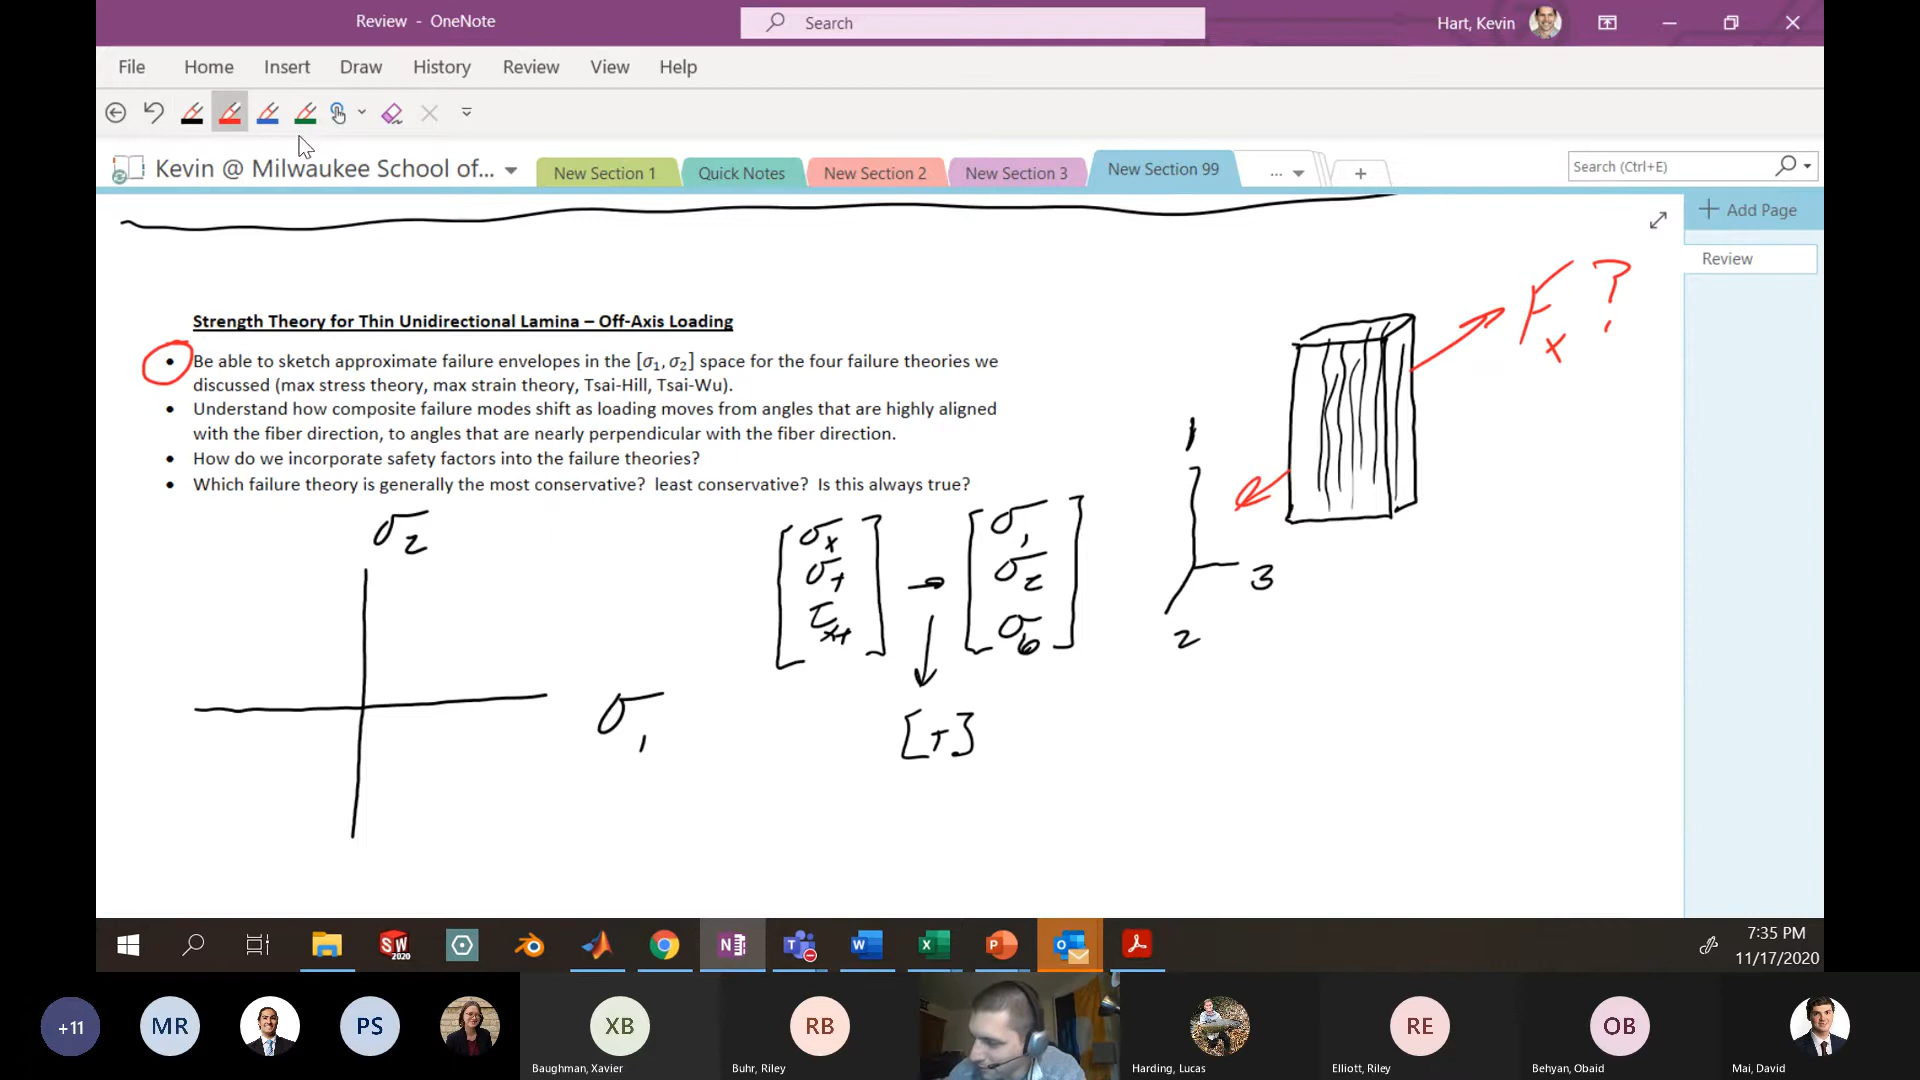 Review - OneNote
Search
Hart, Kevin
File Home Insert Draw History Review View Help
Kevin @ Milwaukee School of...
New Section 1
Quick Notes
New Section 2
New Section 3
New Section 99
...
Search (Ctrl+E)
Add Page
Review
Strength Theory for Thin Unidirectional Lamina – Off-Axis Loading
• Be able to sketch approximate failure envelopes in the [σ₁, σ₂] space for the four failure theories we
discussed (max stress theory, max strain theory, Tsai-Hill, Tsai-Wu).
• Understand how composite failure modes shift as loading moves from angles that are highly aligned
with the fiber direction, to angles that are nearly perpendicular with the fiber direction.
• How do we incorporate safety factors into the failure theories?
• Which failure theory is generally the most conservative? least conservative? Is this always true?
Fx ?
1
3
2
σ2
σ1
σx
σy
τxy
→
σ1
σ2
σ6
[T]
SW
2020
7:35 PM
11/17/2020
+11
MR
PS
XB
Baughman, Xavier
RB
Buhr, Riley
Harding, Lucas
RE
Elliott, Riley
OB
Behyan, Obaid
Mai, David